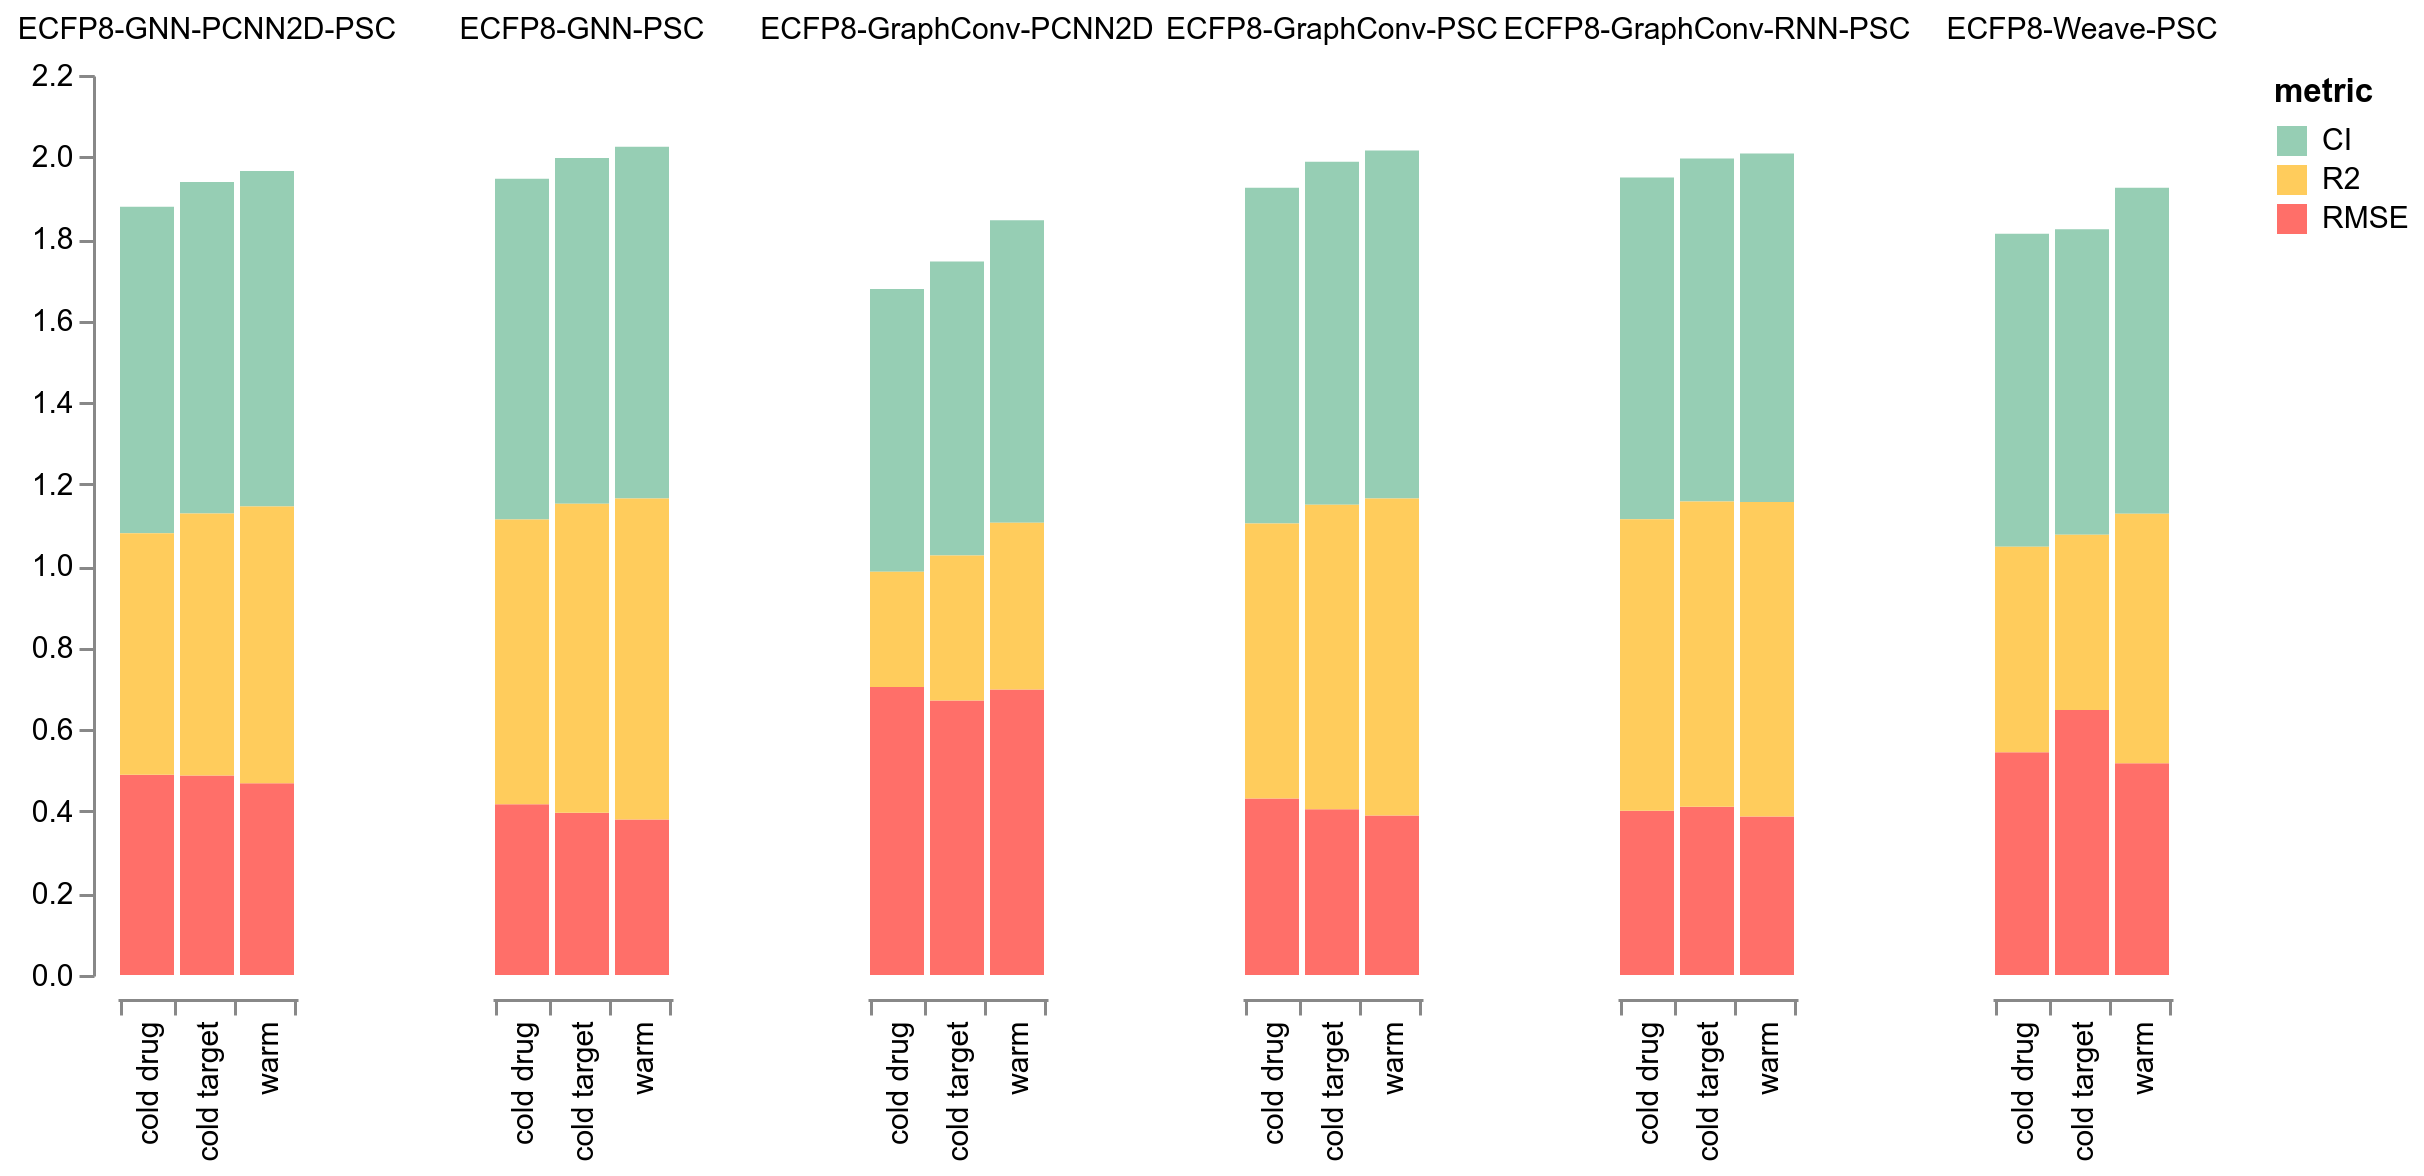 ECFP8-GNN-PCNN2D-PSC
ECFP8-GNN-PSC
ECFP8-GraphConv-PCNN2D
ECFP8-GraphConv-PSC
ECFP8-GraphConv-RNN-PSC
ECFP8-Weave-PSC
2.2
2.0
1.8
1.6
1.4
1.2
1.0
0.8
0.6
0.4
0.2
0.0
cold drug
cold target
warm
cold drug
cold target
warm
cold drug
cold target
warm
cold drug
cold target
warm
cold drug
cold target
warm
cold drug
cold target
warm
metric
CI
R2
RMSE